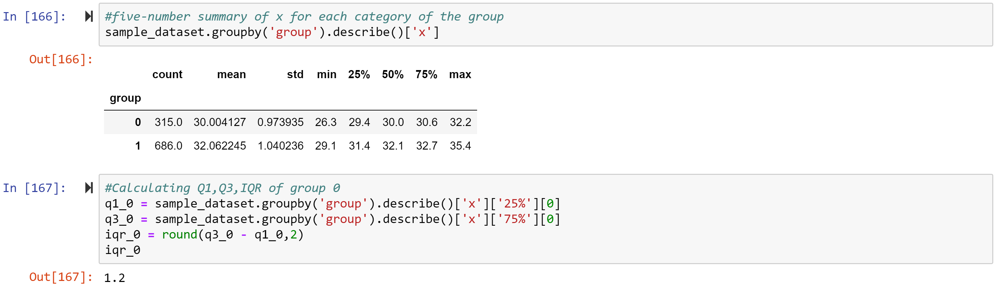 In [166]: #five-number summary of x for each category of the group
sample_dataset.groupby('group').describe()['x']
Out[166]:
count mean std min 25% 50% 75% max
group
0 315.0 30.004127 0.973935 26.3 29.4 30.0 30.6 32.2
1 686.0 32.062245 1.040236 29.1 31.4 32.1 32.7 35.4
In [167]: #Calculating Q1,Q3,IQR of group 0
q1_0 = sample_dataset.groupby('group').describe()['x']['25%'][0]
q3_0 = sample_dataset.groupby('group').describe()['x']['75%'][0]
iqr_0 = round(q3_0 - q1_0,2)
iqr_0
Out[167]: 1.2